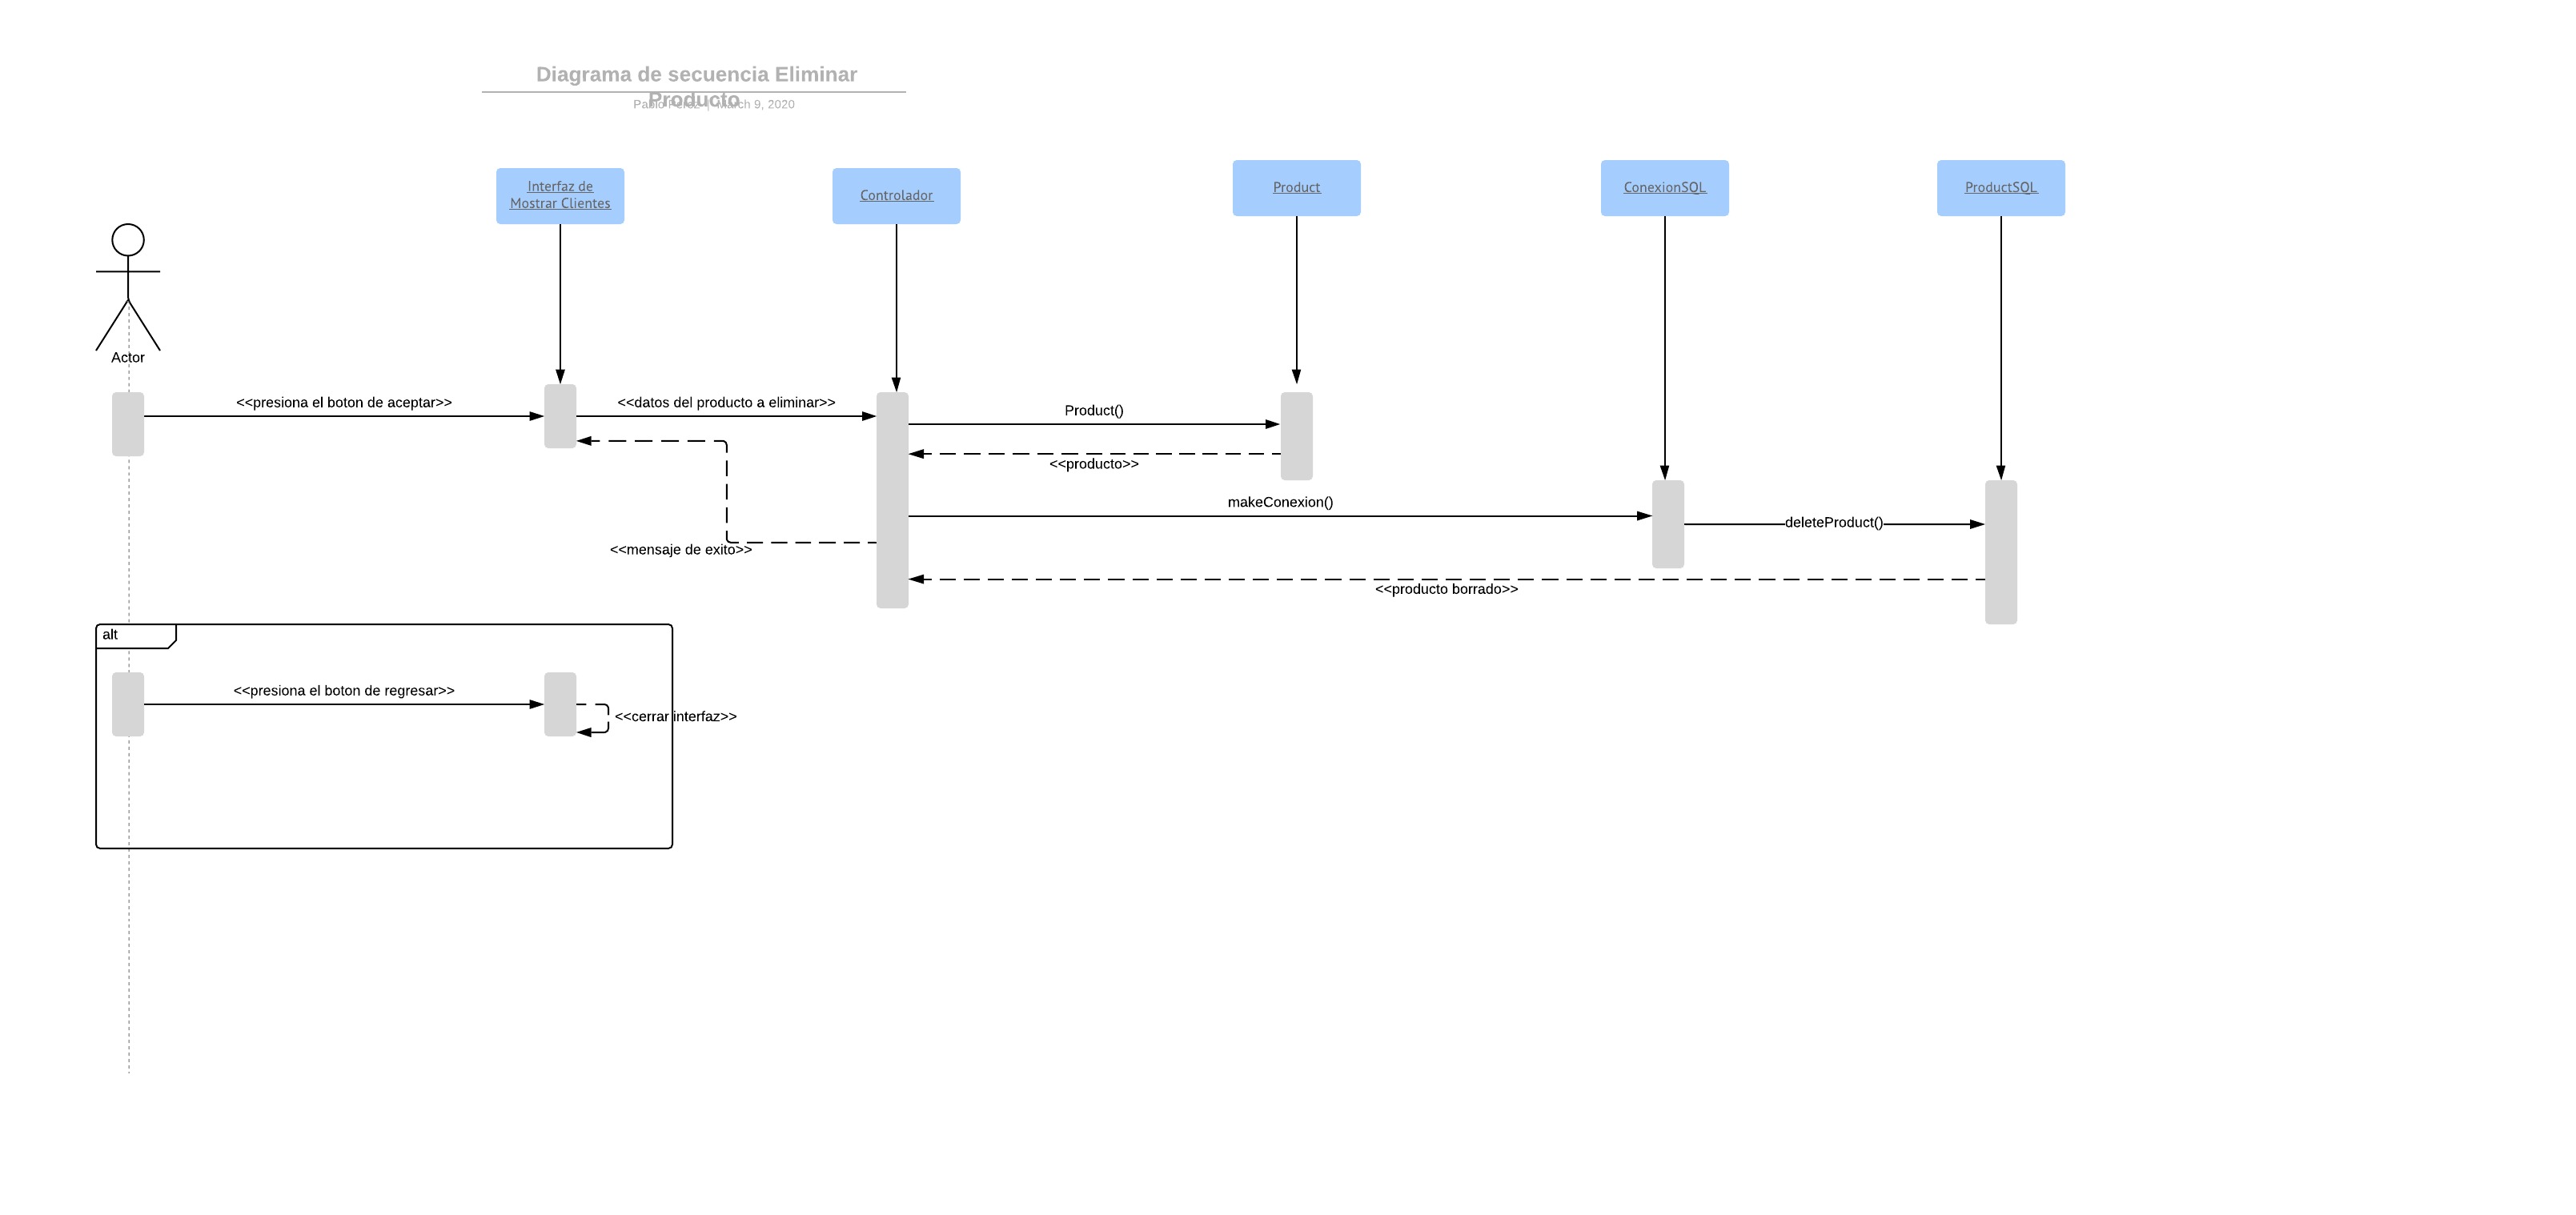 Diagrama de secuencia Eliminar
Producto
Pablo Perez | March 9, 2020
Interfaz de
Mostrar Clientes
Controlador
Product
ConexionSQL
ProductSQL
Actor
<<presiona el boton de aceptar>>
<<datos del producto a eliminar>>
Product()
<<producto>>
makeConexion()
deleteProduct()
<<mensaje de exito>>
<<producto borrado>>
alt
<<presiona el boton de regresar>>
<<cerrar interfaz>>